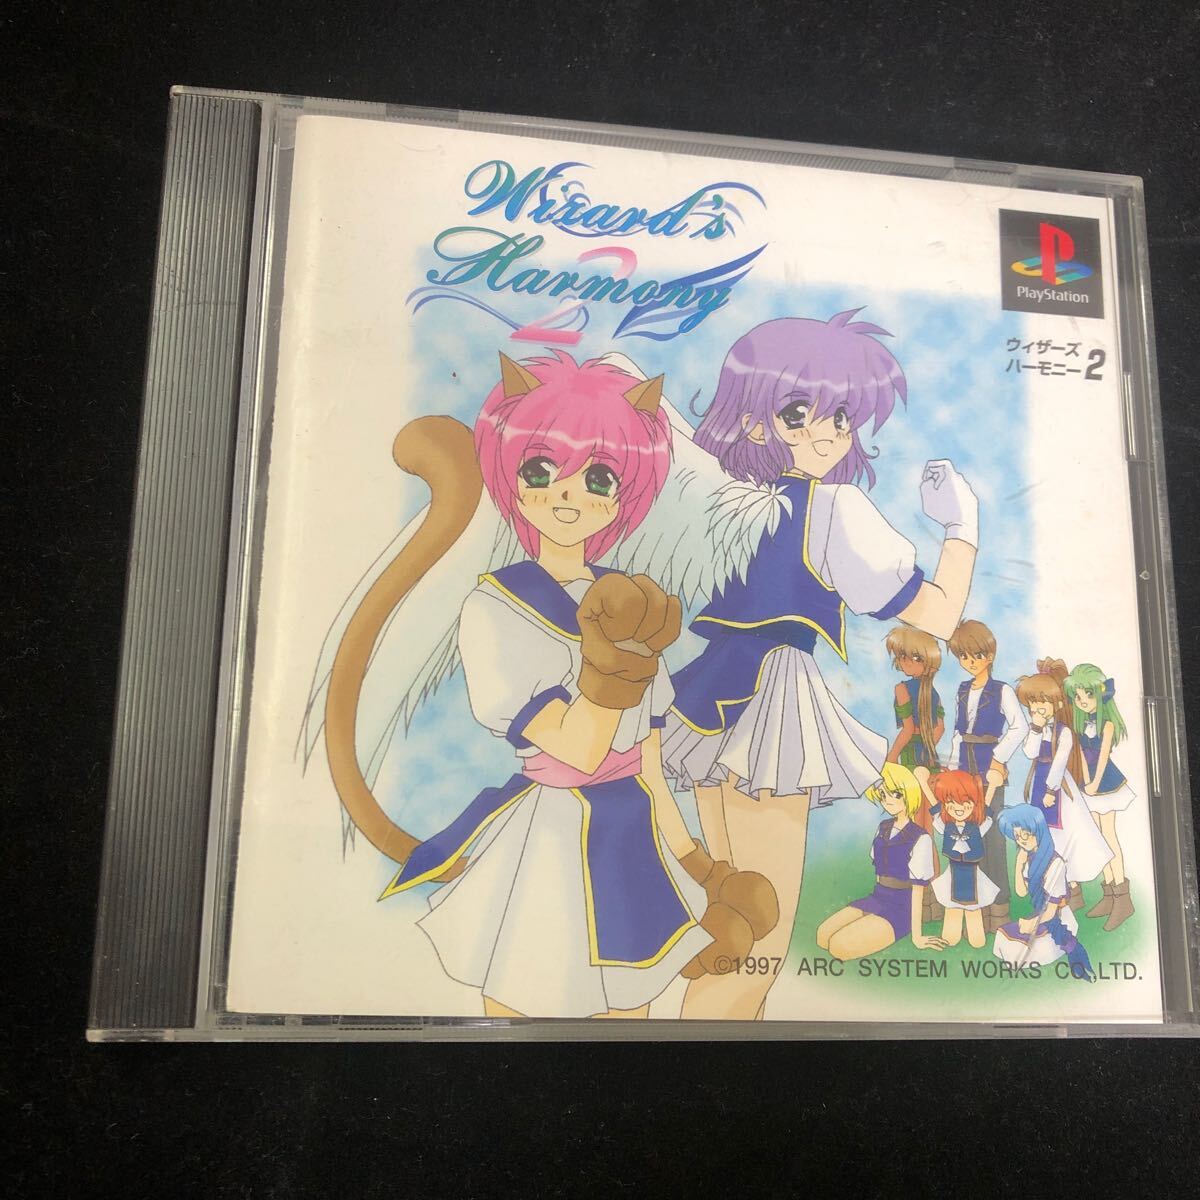 Wizard's
Harmony
2
PlayStation
ウィザーズ
ハーモニー2
©1997 ARC SYSTEM WORKS CO.,LTD.